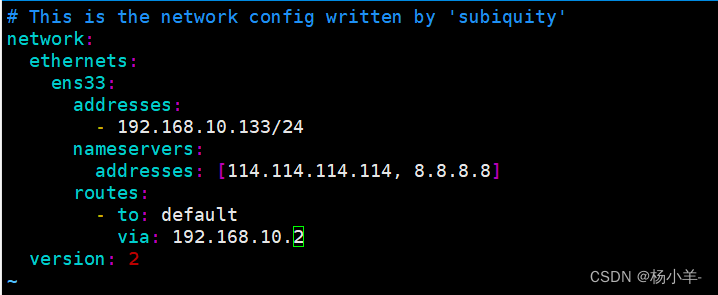 # This is the network config written by 'subiquity'
network:
  ethernets:
    ens33:
      addresses:
        - 192.168.10.133/24
      nameservers:
        addresses: [114.114.114.114, 8.8.8.8]
      routes:
        - to: default
          via: 192.168.10.2
  version: 2
~
CSDN @杨小羊-